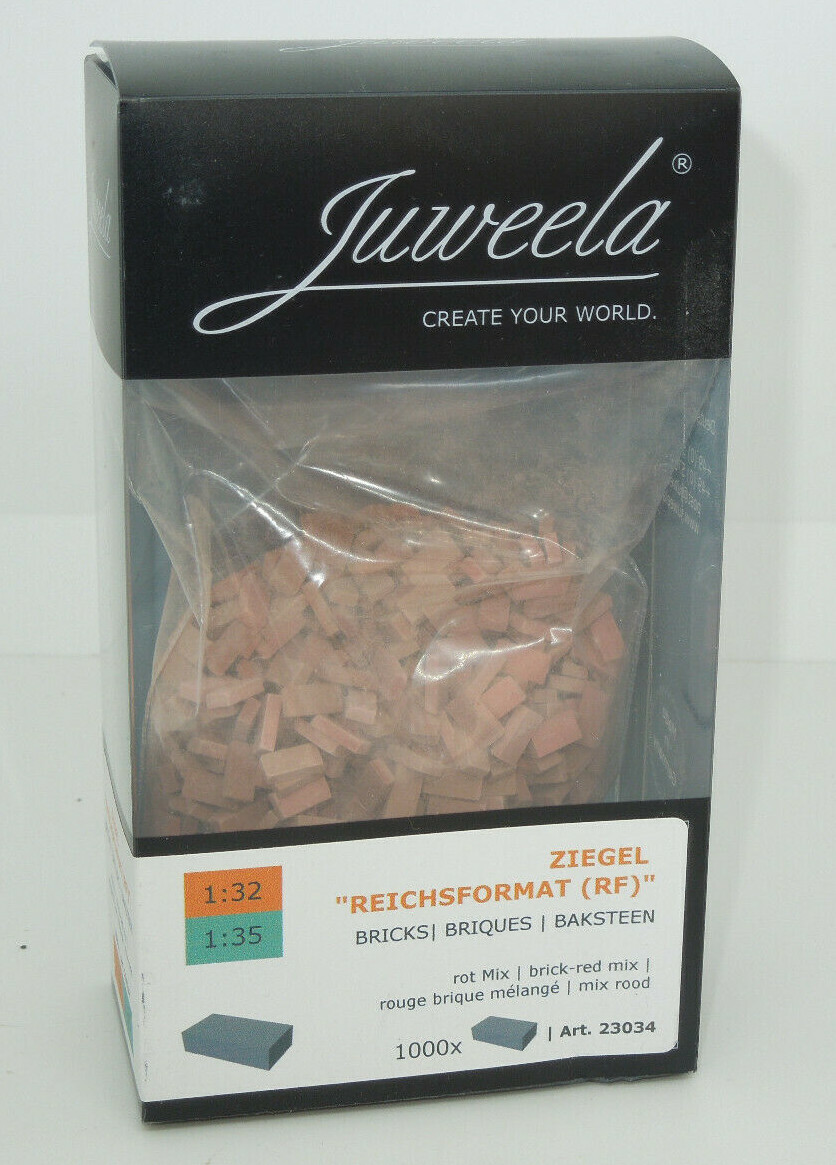 Juweela®
CREATE YOUR WORLD.
1:32
1:35
ZIEGEL
"REICHSFORMAT (RF)"
BRICKS| BRIQUES | BAKSTEEN
rot Mix | brick-red mix |
rouge brique mélangé | mix rood
1000x | Art. 23034